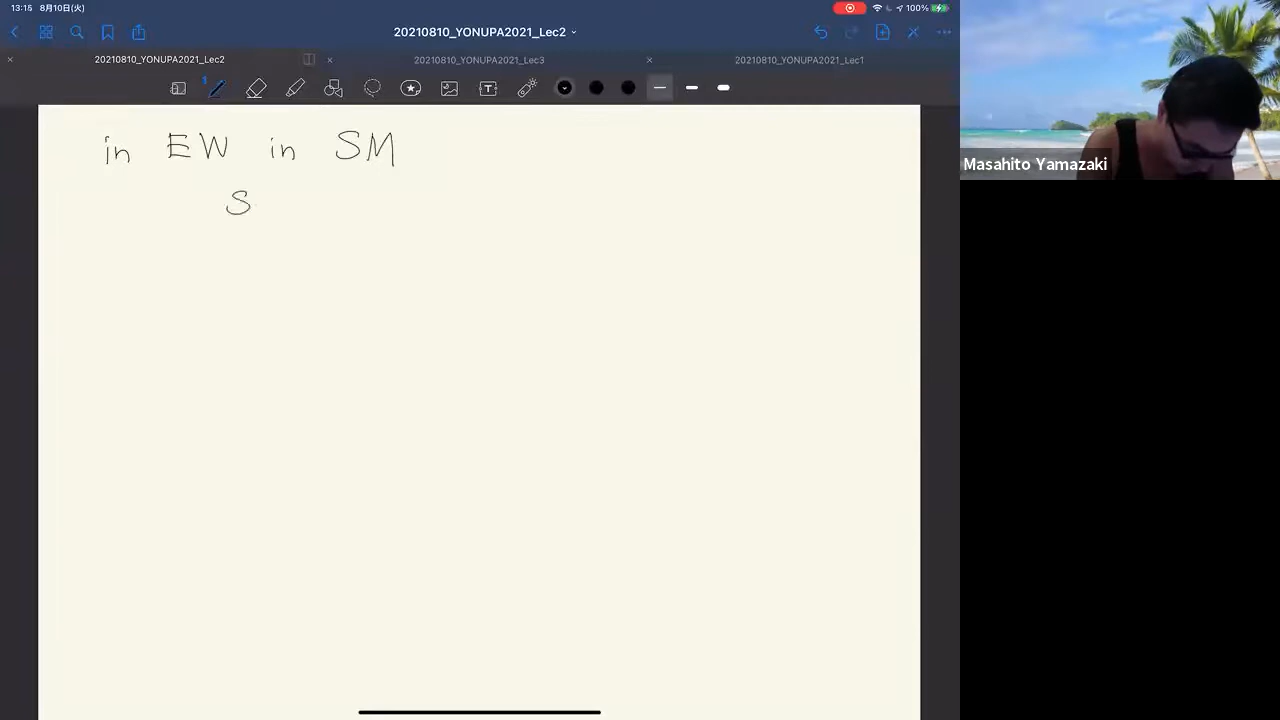 13:15 8月10日(火) 100%
20210810_YONUPA2021_Lec2
20210810_YONUPA2021_Lec2 20210810_YONUPA2021_Lec3 20210810_YONUPA2021_Lec1
in EW in SM
S
Masahito Yamazaki